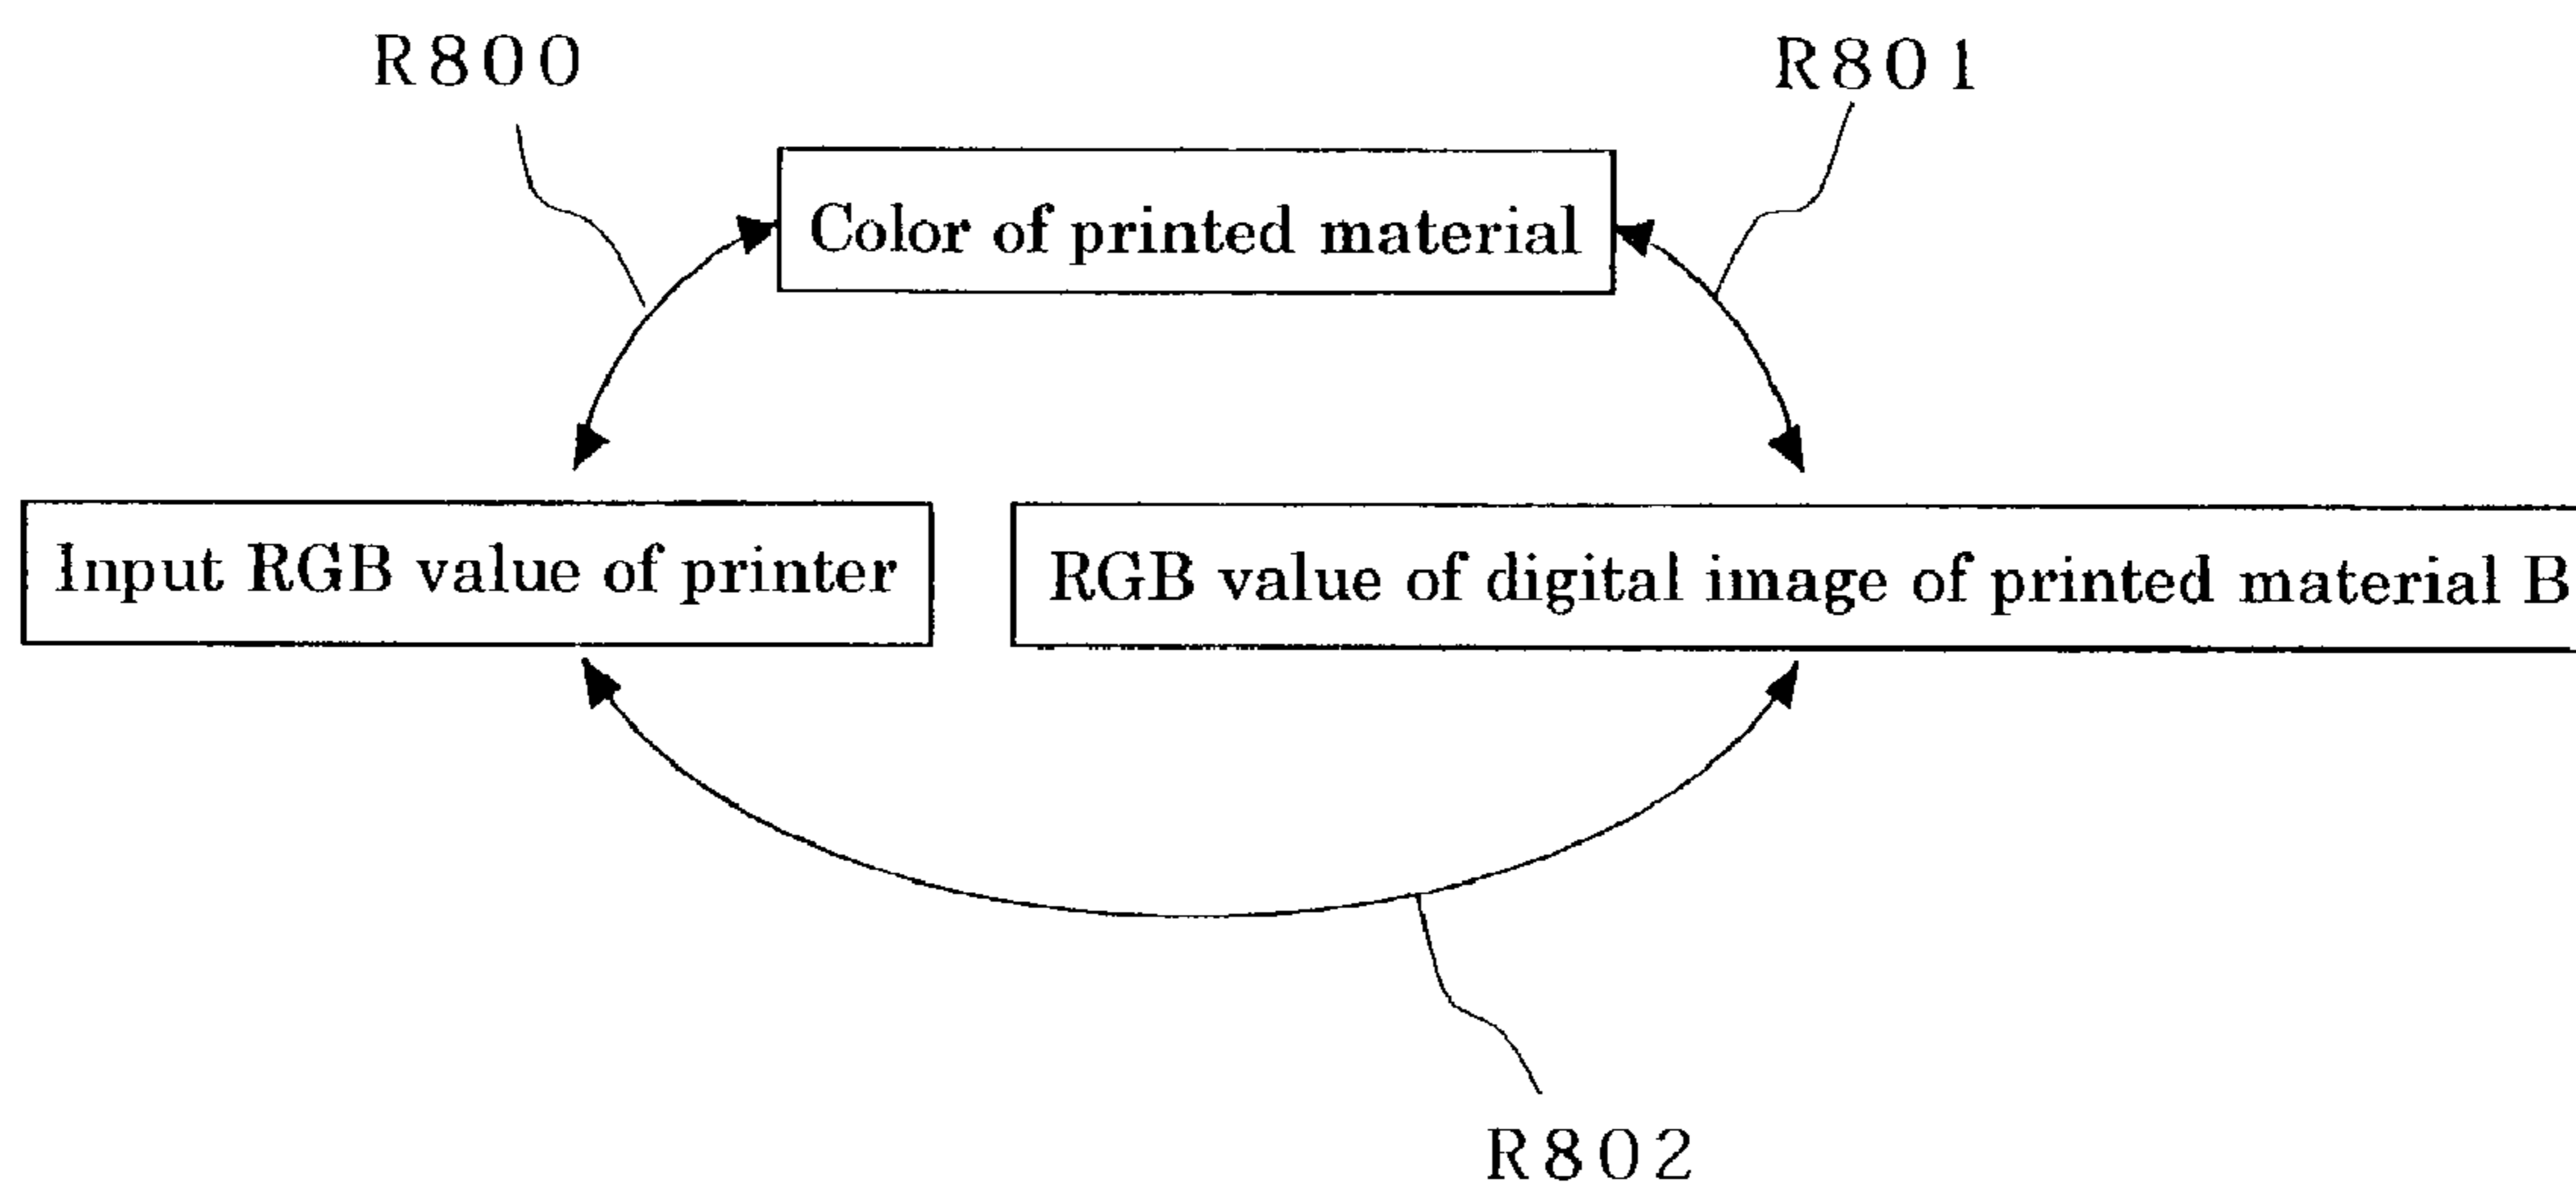 R800
R801
Color of printed material
Input RGB value of printer
RGB value of digital image of printed material B
R802